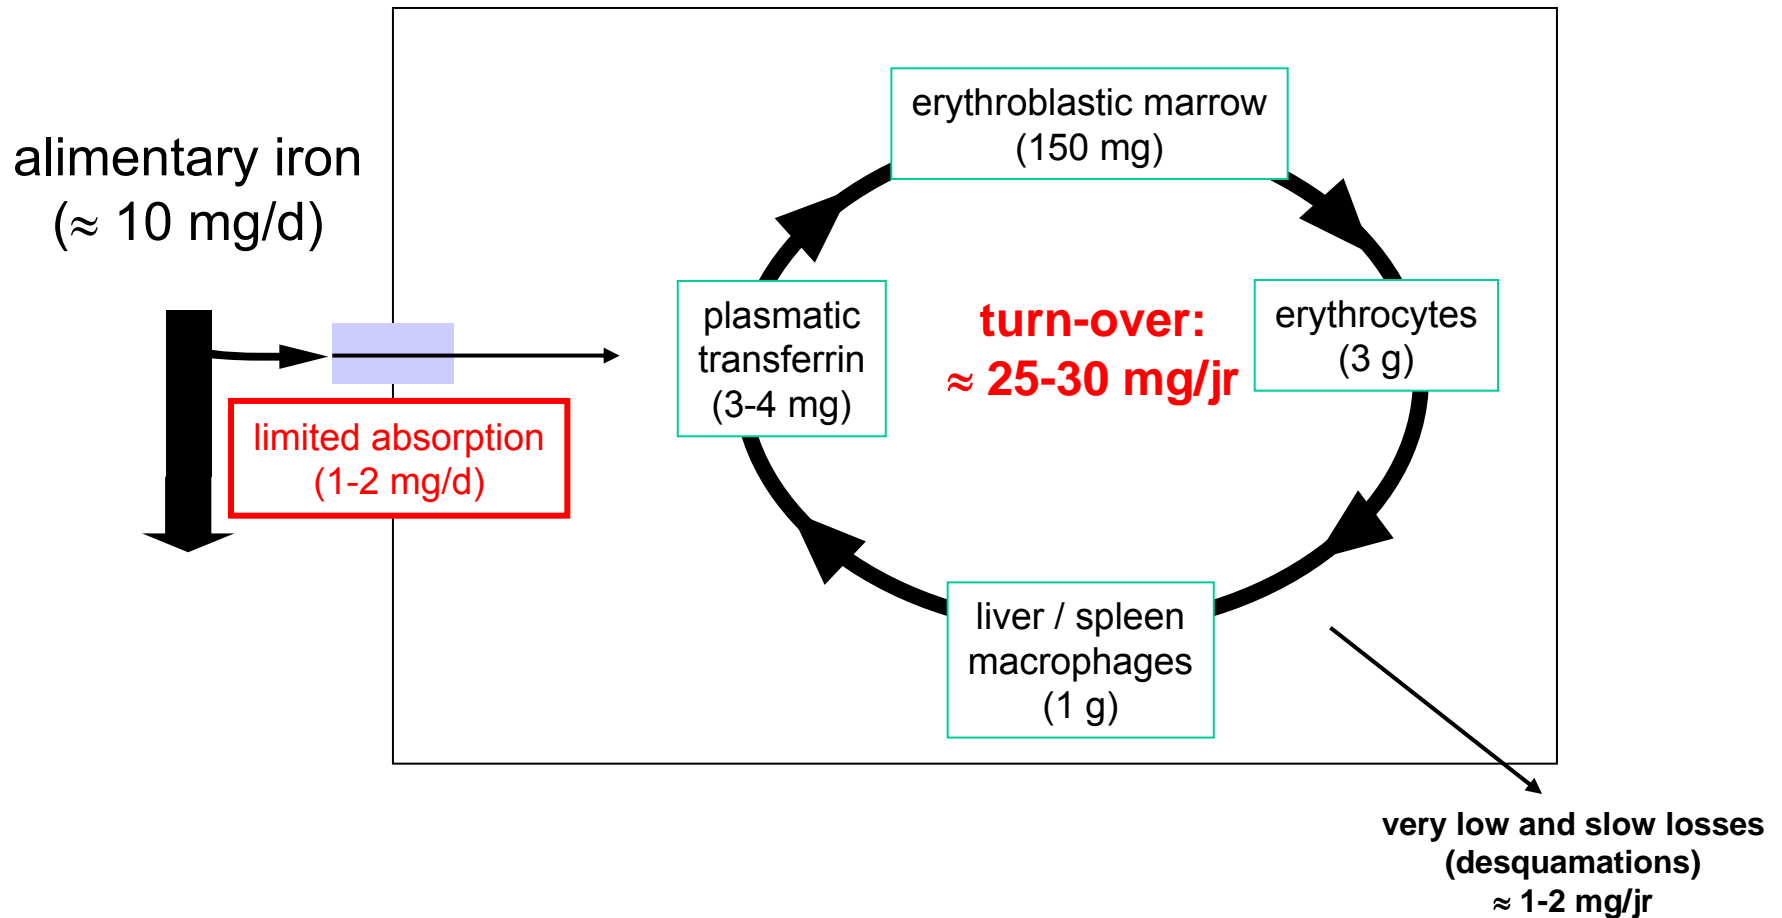 alimentary iron
(≈ 10 mg/d)
limited absorption
(1-2 mg/d)
erythroblastic marrow
(150 mg)
plasmatic
transferrin
(3-4 mg)
turn-over:
≈ 25-30 mg/jr
erythrocytes
(3 g)
liver / spleen
macrophages
(1 g)
very low and slow losses
(desquamations)
≈ 1-2 mg/jr